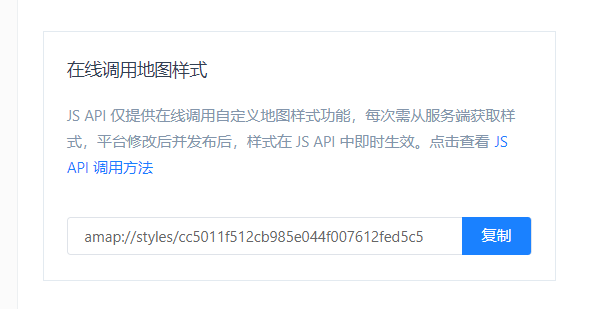 在线调用地图样式
JS API 仅提供在线调用自定义地图样式功能，每次需从服务端获取样
式，平台修改后并发布后，样式在 JS API 中即时生效。点击查看 JS
API 调用方法
amap://styles/cc5011f512cb985e044f007612fed5c5 复制